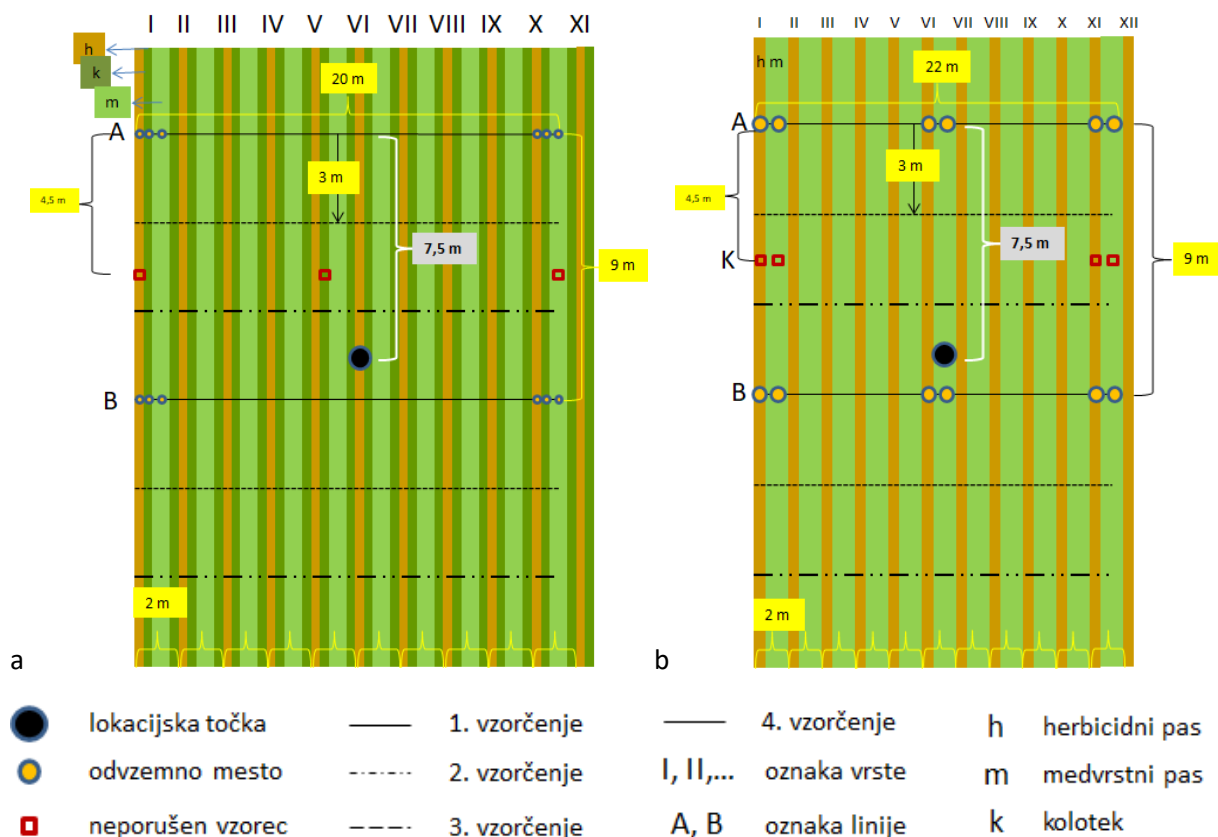 I II III IV V VI VII VIII IX X XI
h
k
m
20 m
A
3 m
4,5 m
7,5 m
9 m
B
2 m
a
I II III IV V VI VII VIII IX X XI XII
h m
22 m
A
3 m
4,5 m
7,5 m
K
9 m
B
2 m
b
lokacijska točka
1. vzorčenje
4. vzorčenje
h herbicidni pas
odvzemno mesto
2. vzorčenje
I, II,... oznaka vrste
m medvrstni pas
neporušen vzorec
3. vzorčenje
A, B oznaka linije
k kolotek